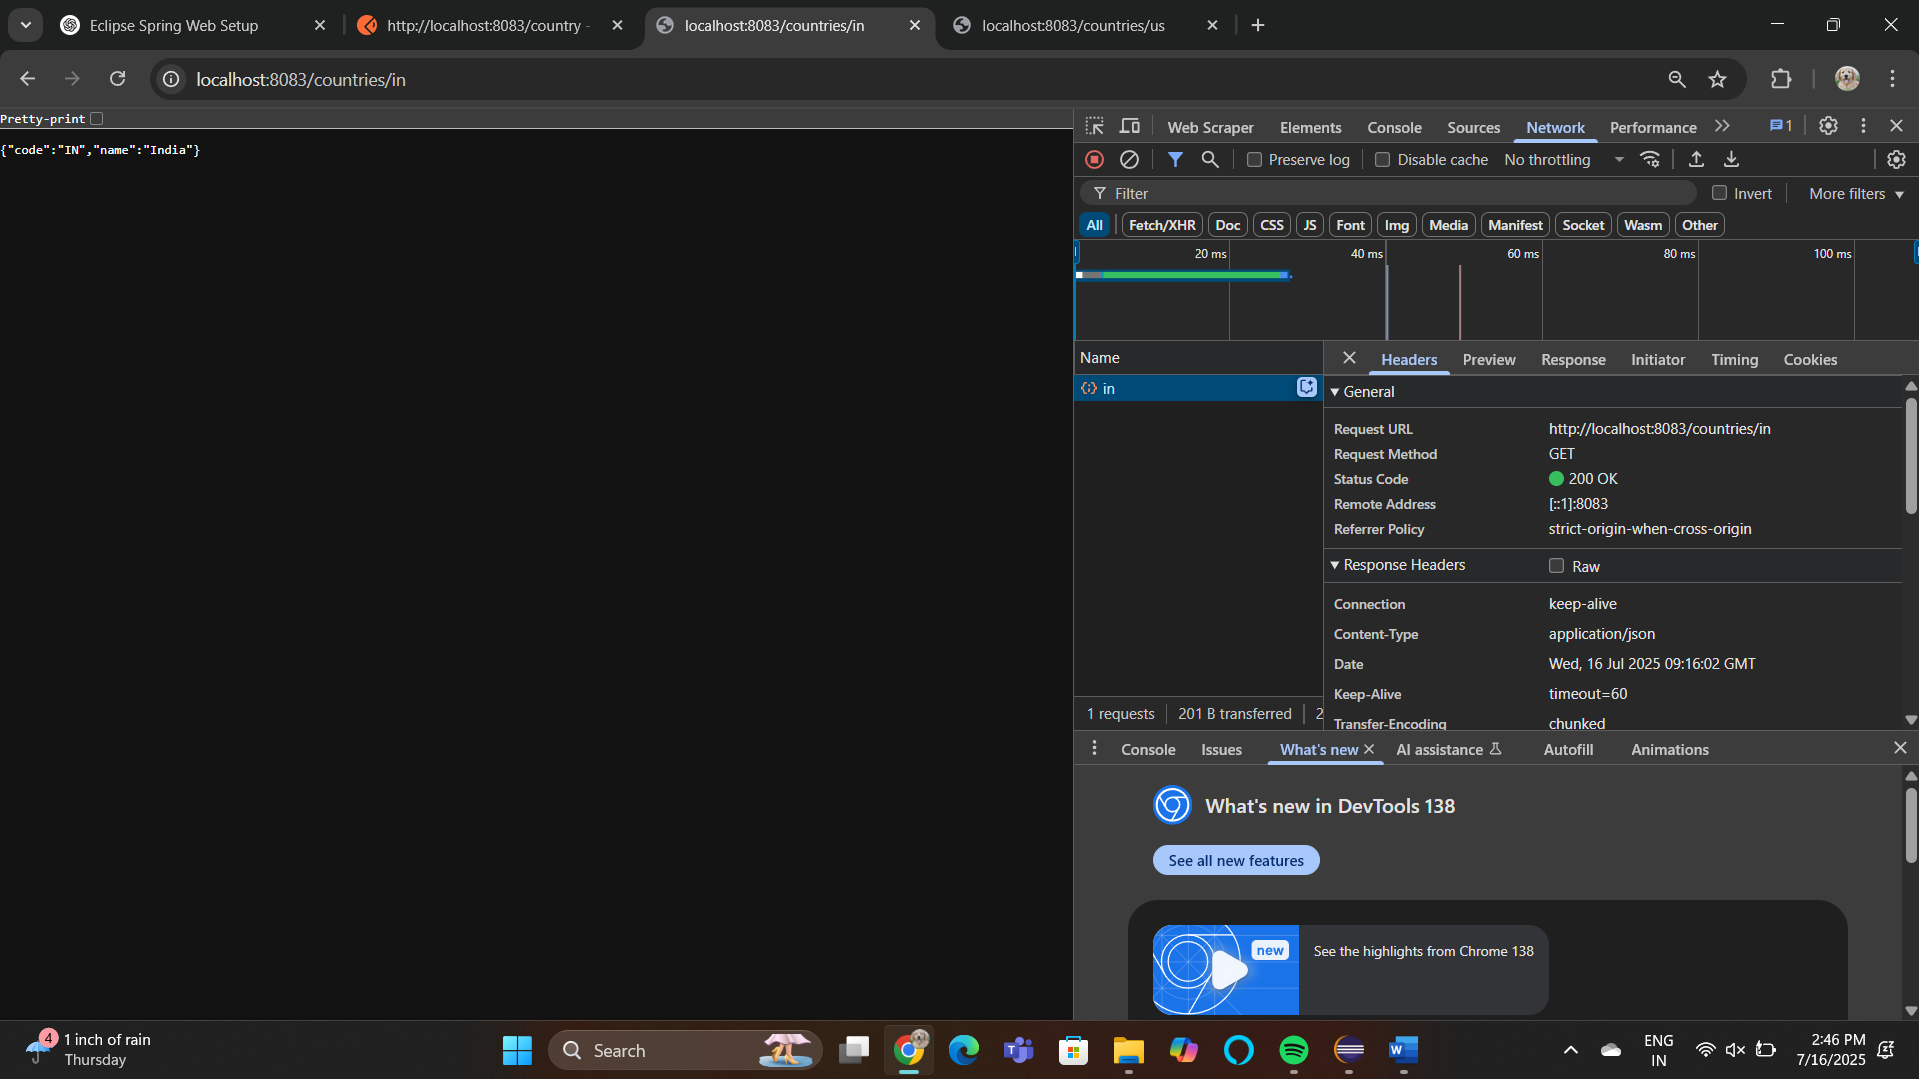 Eclipse Spring Web Setup
http://localhost:8083/country -
localhost:8083/countries/in
localhost:8083/countries/us
localhost:8083/countries/in
Pretty-print
{"code":"IN","name":"India"}
Web Scraper Elements Console Sources Network Performance 1
Preserve log Disable cache No throttling
Filter Invert More filters
All Fetch/XHR Doc CSS JS Font Img Media Manifest Socket Wasm Other
20 ms 40 ms 60 ms 80 ms 100 ms
Name
in
Headers Preview Response Initiator Timing Cookies
General
Request URL http://localhost:8083/countries/in
Request Method GET
Status Code 200 OK
Remote Address [::1]:8083
Referrer Policy strict-origin-when-cross-origin
Response Headers Raw
Connection keep-alive
Content-Type application/json
Date Wed, 16 Jul 2025 09:16:02 GMT
Keep-Alive timeout=60
Transfer-Encoding chunked
1 requests 201 B transferred 2
Console Issues What's new AI assistance Autofill Animations
What's new in DevTools 138
See all new features
new
See the highlights from Chrome 138
4
1 inch of rain
Thursday
Search
W
ENG
IN
2:46 PM
7/16/2025